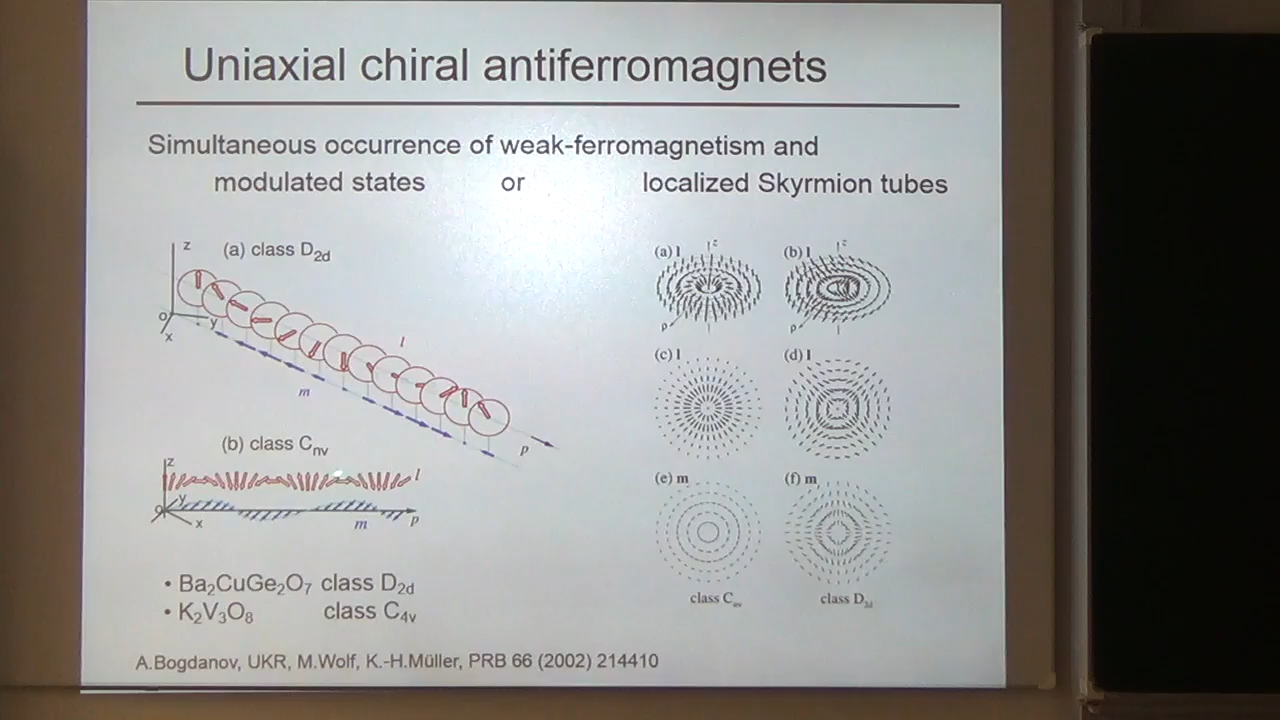 Uniaxial chiral antiferromagnets
Simultaneous occurrence of weak-ferromagnetism and
modulated states or localized Skyrmion tubes
(a) class D2d
z
o
y
x
l
m
p
(b) class Cnv
z
l
y
o
x
m
p
(a) l z
ρ
(b) l z
ρ
(c) l
(d) l
(e) m
(f) m
class Cnv
class D2d
• Ba2CuGe2O7 class D2d
• K2V3O8 class C4v
A.Bogdanov, UKR, M.Wolf, K.-H.Müller, PRB 66 (2002) 214410